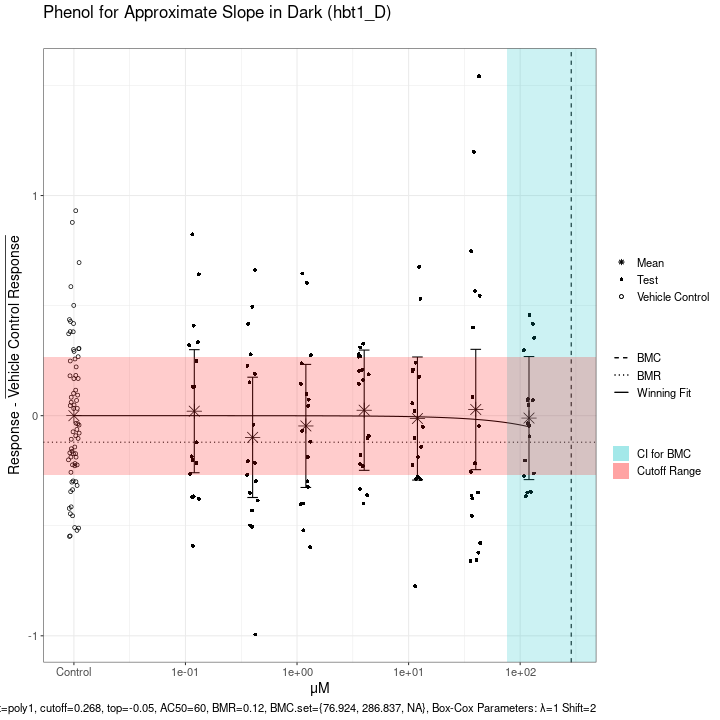 Phenol for Approximate Slope in Dark (hbt1_D)
Response - Vehicle Control Response
1
0
-1
Control
1e-01
1e+00
1e+01
1e+02
µM
Mean
Test
Vehicle Control
BMC
BMR
Winning Fit
CI for BMC
Cutoff Range
t=poly1, cutoff=0.268, top=-0.05, AC50=60, BMR=0.12, BMC.set={76.924, 286.837, NA}, Box-Cox Parameters: λ=1 Shift=2